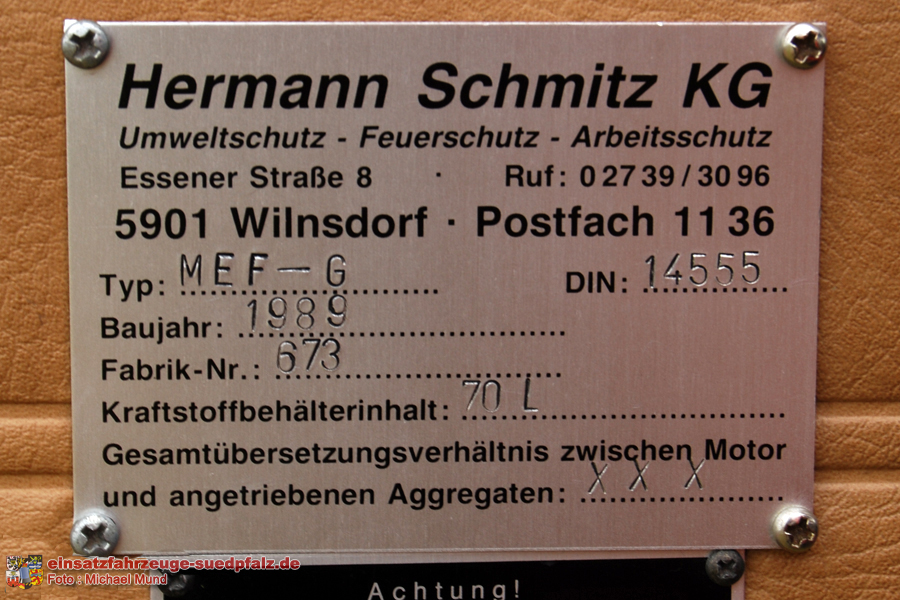 Hermann Schmitz KG
Umweltschutz - Feuerschutz - Arbeitsschutz
Essener Straße 8 · Ruf: 0 27 39 / 30 96
5901 Wilnsdorf · Postfach 11 36
Typ: MEF-G DIN: 14555
Baujahr: 1989
Fabrik-Nr.: 673
Kraftstoffbehälterinhalt: 70 L
Gesamtübersetzungsverhältnis zwischen Motor
und angetriebenen Aggregaten: X X X
einsatzfahrzeuge-suedpfalz.de
Foto : Michael Mund
Achtung!